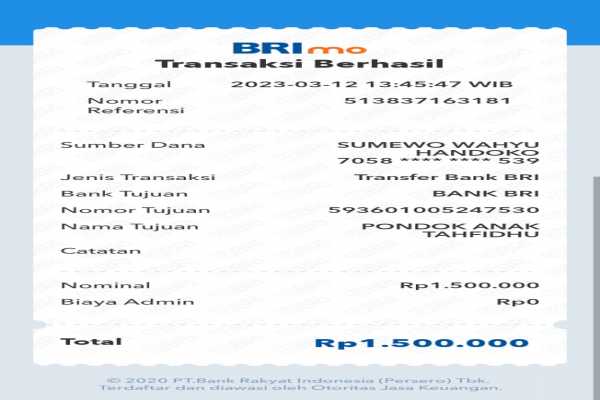 BRImo
Transaksi Berhasil
Tanggal 2023-03-12 13:45:47 WIB
Nomor Referensi 513837163181
Sumber Dana SUMEWO WAHYU
HANDOKO
7058 **** **** 539
Jenis Transaksi Transfer Bank BRI
Bank Tujuan BANK BRI
Nomor Tujuan 593601005247530
Nama Tujuan PONDOK ANAK
TAHFIDHU
Catatan
Nominal Rp1.500.000
Biaya Admin Rp0
Total Rp1.500.000
© 2020 PT.Bank Rakyat Indonesia (Persero) Tbk.
Terdaftar dan diawasi oleh Otoritas Jasa Keuangan.